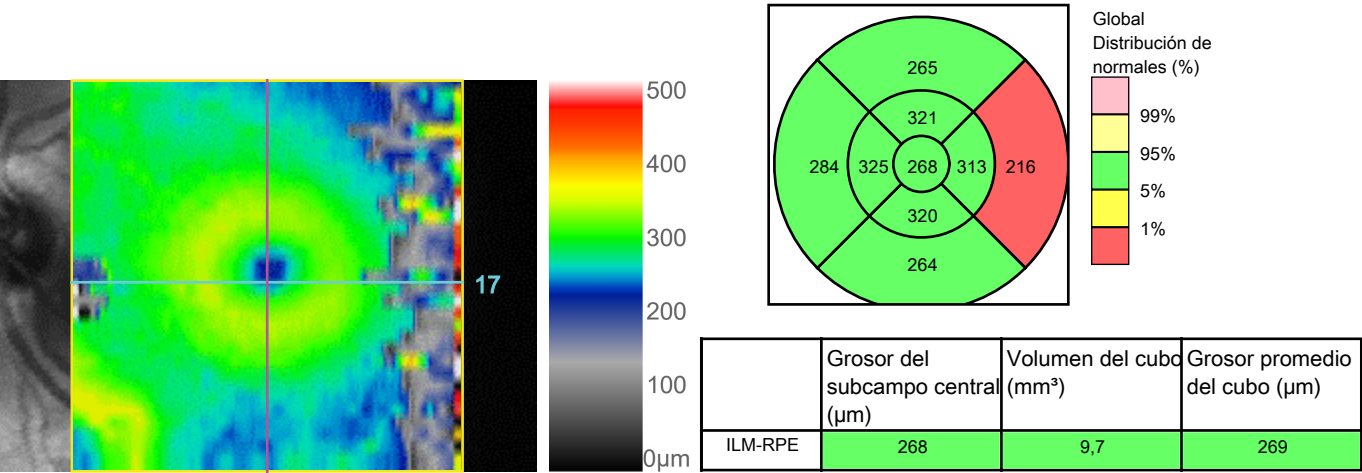 500
400
300
200
100
0µm
17
265
321
284
325
268
313
216
320
264
Global
Distribución de
normales (%)
99%
95%
5%
1%
Grosor del
subcampo central
(µm)
Volumen del cubo
(mm³)
Grosor promedio
del cubo (µm)
ILM-RPE
268
9,7
269